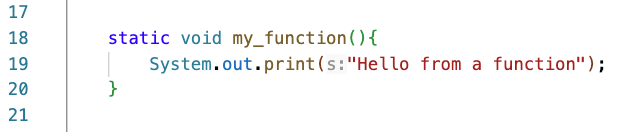 17
18 static void my_function(){
19 System.out.print(s:"Hello from a function");
20 }
21